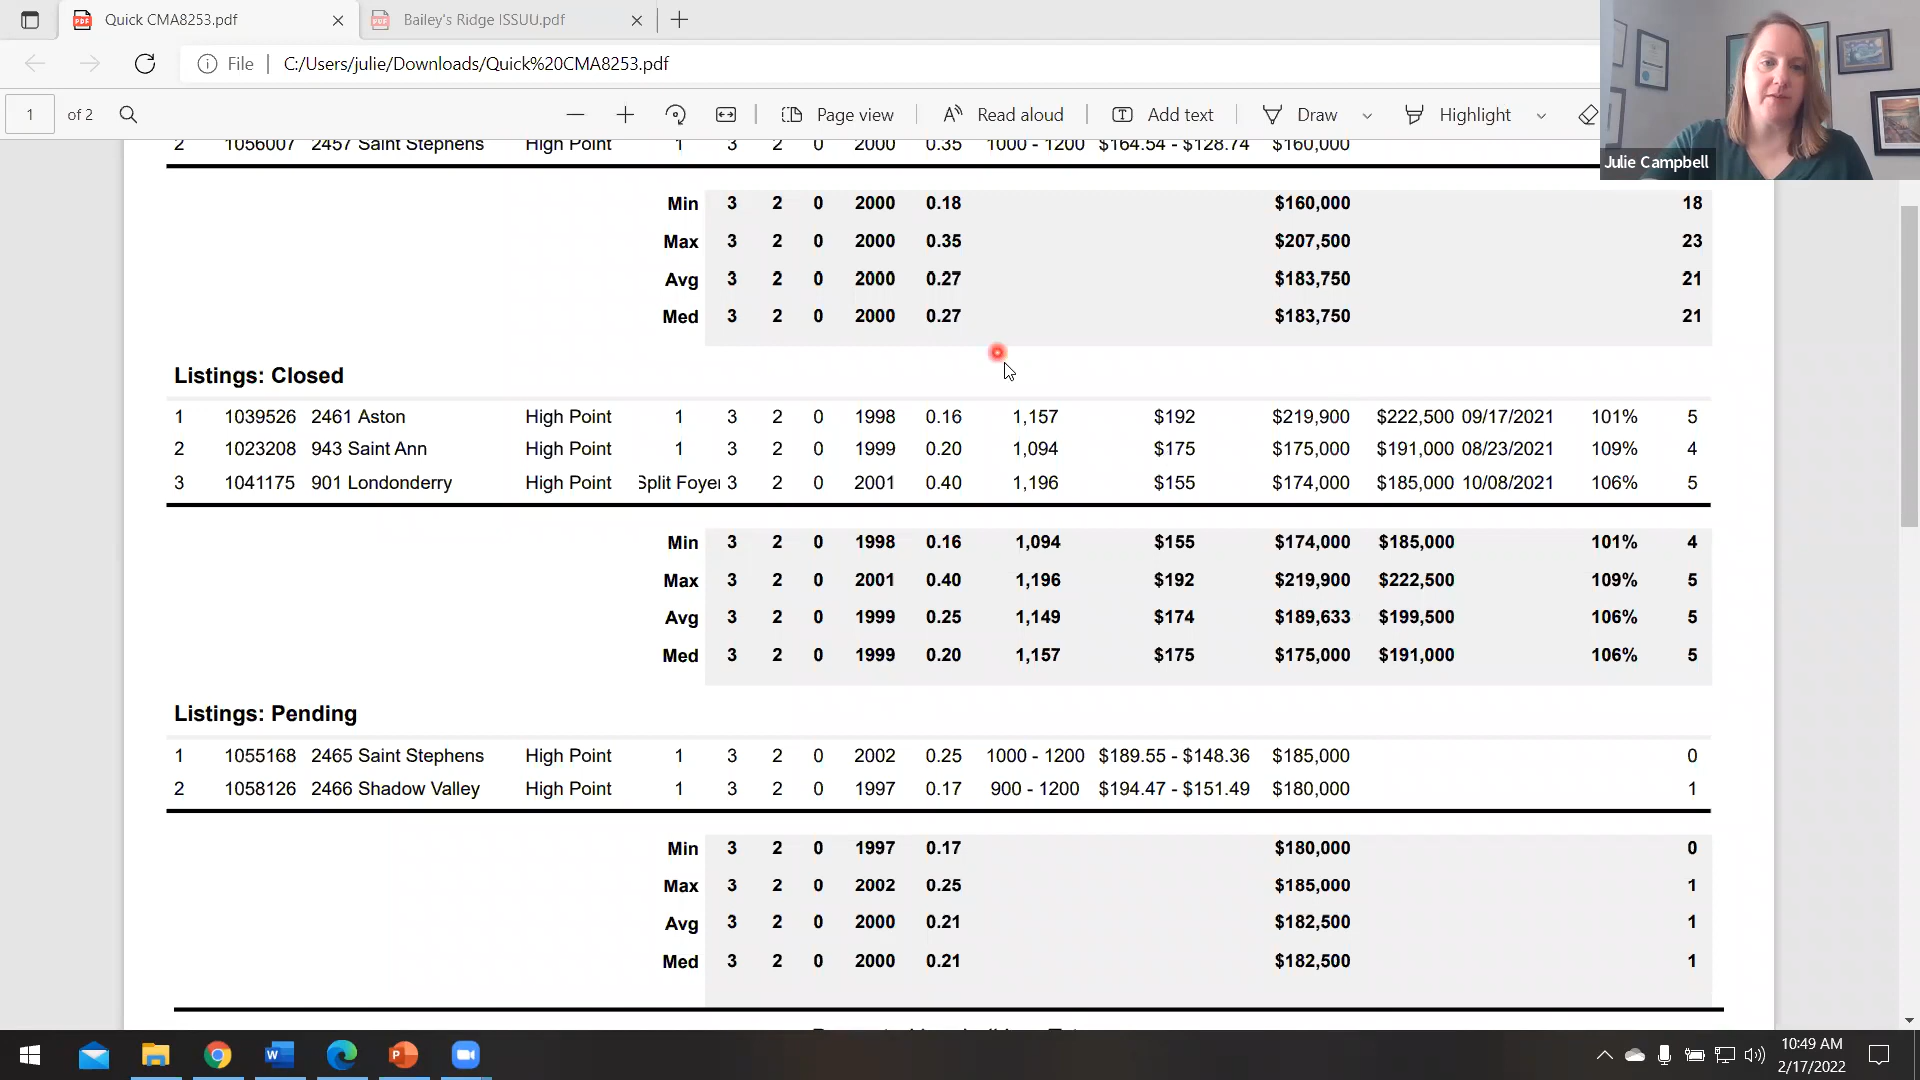 Quick CMA8253.pdf Bailey's Ridge ISSUU.pdf
File C:/Users/julie/Downloads/Quick%20CMA8253.pdf
1 of 2 Page view Read aloud Add text Draw Highlight
Julie Campbell
2 1056007 2457 Saint Stephens High Point 1 3 2 0 2000 0.35 1000 - 1200 $164.54 - $128.74 $160,000
Min 3 2 0 2000 0.18 $160,000 18
Max 3 2 0 2000 0.35 $207,500 23
Avg 3 2 0 2000 0.27 $183,750 21
Med 3 2 0 2000 0.27 $183,750 21
Listings: Closed
1 1039526 2461 Aston High Point 1 3 2 0 1998 0.16 1,157 $192 $219,900 $222,500 09/17/2021 101% 5
2 1023208 943 Saint Ann High Point 1 3 2 0 1999 0.20 1,094 $175 $175,000 $191,000 08/23/2021 109% 4
3 1041175 901 Londonderry High Point Split Foyer 3 2 0 2001 0.40 1,196 $155 $174,000 $185,000 10/08/2021 106% 5
Min 3 2 0 1998 0.16 1,094 $155 $174,000 $185,000 101% 4
Max 3 2 0 2001 0.40 1,196 $192 $219,900 $222,500 109% 5
Avg 3 2 0 1999 0.25 1,149 $174 $189,633 $199,500 106% 5
Med 3 2 0 1999 0.20 1,157 $175 $175,000 $191,000 106% 5
Listings: Pending
1 1055168 2465 Saint Stephens High Point 1 3 2 0 2002 0.25 1000 - 1200 $189.55 - $148.36 $185,000 0
2 1058126 2466 Shadow Valley High Point 1 3 2 0 1997 0.17 900 - 1200 $194.47 - $151.49 $180,000 1
Min 3 2 0 1997 0.17 $180,000 0
Max 3 2 0 2002 0.25 $185,000 1
Avg 3 2 0 2000 0.21 $182,500 1
Med 3 2 0 2000 0.21 $182,500 1
10:49 AM
2/17/2022